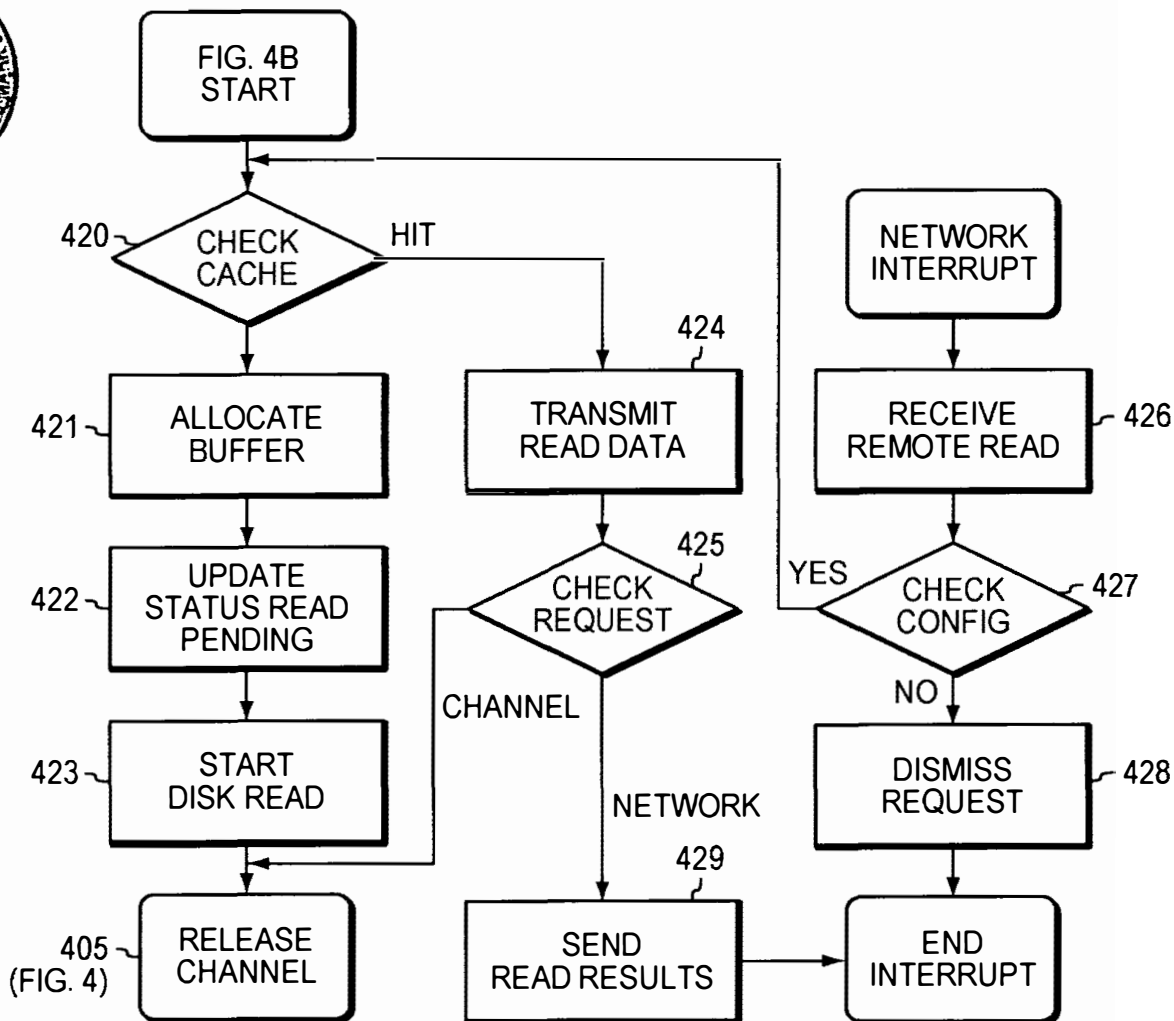 FIG. 4B
START
420
CHECK
CACHE
HIT
NETWORK
INTERRUPT
421
ALLOCATE
BUFFER
424
TRANSMIT
READ DATA
RECEIVE
REMOTE READ
426
422
UPDATE
STATUS READ
PENDING
425
CHECK
REQUEST
YES
CHECK
CONFIG
427
NO
CHANNEL
423
START
DISK READ
NETWORK
DISMISS
REQUEST
428
429
405
(FIG. 4)
RELEASE
CHANNEL
SEND
READ RESULTS
END
INTERRUPT